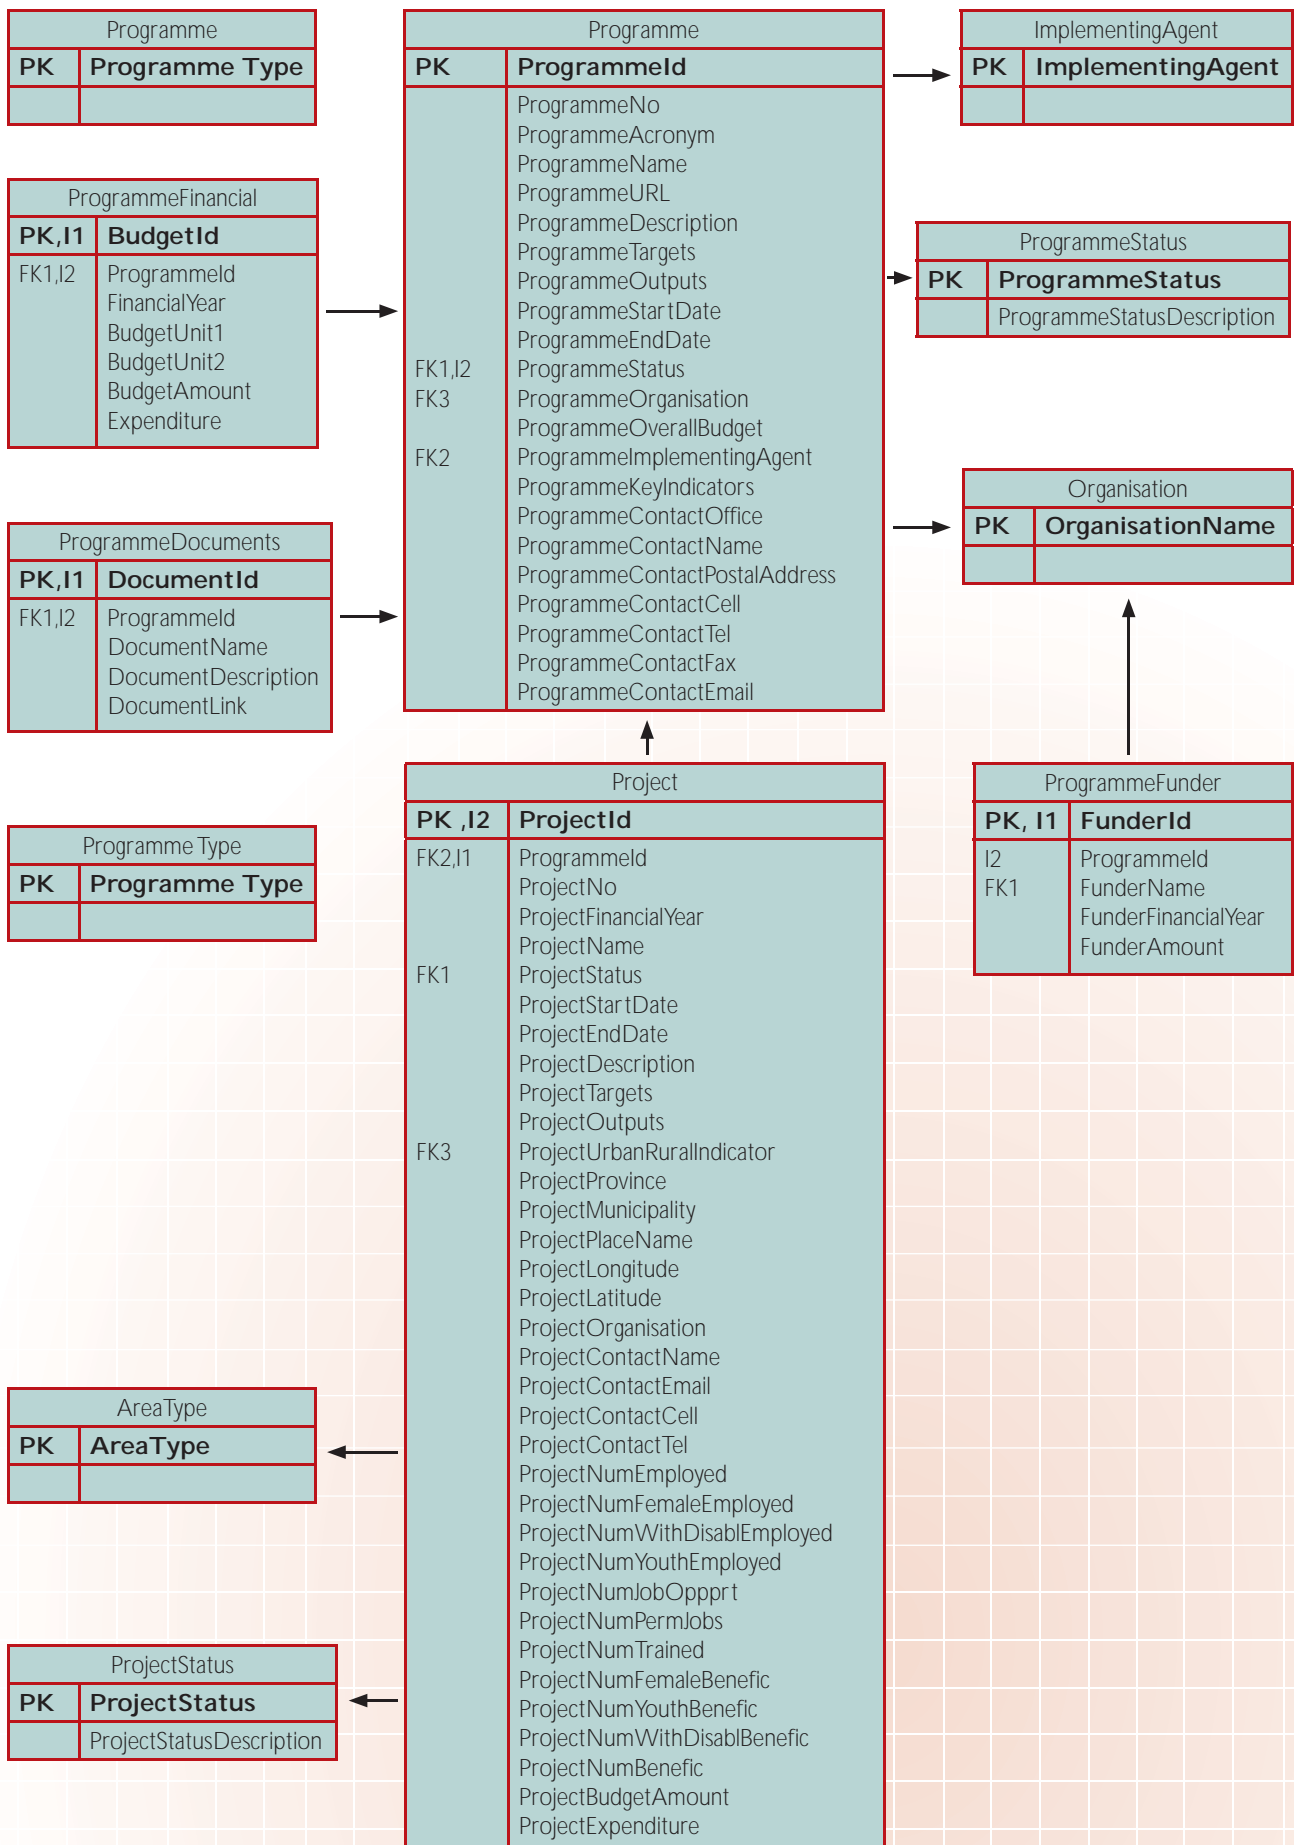 Programme
PK Programme Type
ProgrammeFinancial
PK,I1 BudgetId
FK1,I2 ProgrammeId
FinancialYear
BudgetUnit1
BudgetUnit2
BudgetAmount
Expenditure
ProgrammeDocuments
PK,I1 DocumentId
FK1,I2 ProgrammeId
DocumentName
DocumentDescription
DocumentLink
Programme
PK ProgrammeId
ProgrammeNo
ProgrammeAcronym
ProgrammeName
ProgrammeURL
ProgrammeDescription
ProgrammeTargets
ProgrammeOutputs
ProgrammeStartDate
ProgrammeEndDate
FK1,I2 ProgrammeStatus
FK3 ProgrammeOrganisation
ProgrammeOverallBudget
FK2 ProgrammeImplementingAgent
ProgrammeKeyIndicators
ProgrammeContactOffice
ProgrammeContactName
ProgrammeContactPostalAddress
ProgrammeContactCell
ProgrammeContactTel
ProgrammeContactFax
ProgrammeContactEmail
ImplementingAgent
PK ImplementingAgent
ProgrammeStatus
PK ProgrammeStatus
ProgrammeStatusDescription
Organisation
PK OrganisationName
ProgrammeFunder
PK, I1 FunderId
I2 ProgrammeId
FK1 FunderName
FunderFinancialYear
FunderAmount
Programme Type
PK Programme Type
AreaType
PK AreaType
ProjectStatus
PK ProjectStatus
ProjectStatusDescription
Project
PK ,I2 ProjectId
FK2,I1 ProgrammeId
ProjectNo
ProjectFinancialYear
ProjectName
FK1 ProjectStatus
ProjectStartDate
ProjectEndDate
ProjectDescription
ProjectTargets
ProjectOutputs
FK3 ProjectUrbanRuralIndicator
ProjectProvince
ProjectMunicipality
ProjectPlaceName
ProjectLongitude
ProjectLatitude
ProjectOrganisation
ProjectContactName
ProjectContactEmail
ProjectContactCell
ProjectContactTel
ProjectNumEmployed
ProjectNumFemaleEmployed
ProjectNumWithDisablEmployed
ProjectNumYouthEmployed
ProjectNumJobOppprt
ProjectNumPermJobs
ProjectNumTrained
ProjectNumFemaleBenefic
ProjectNumYouthBenefic
ProjectNumWithDisablBenefic
ProjectNumBenefic
ProjectBudgetAmount
ProjectExpenditure